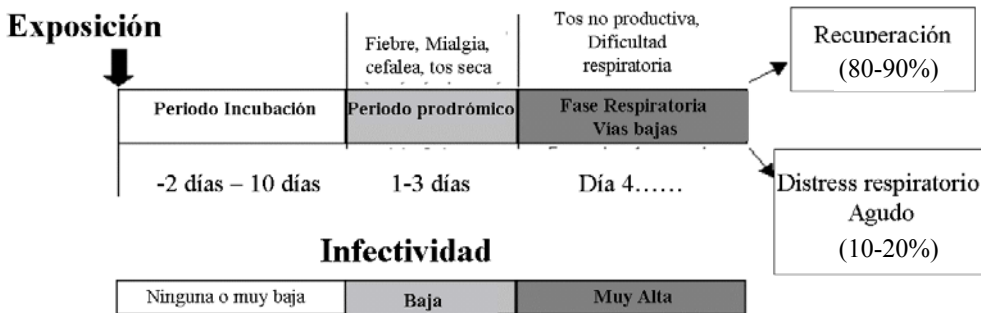 Exposición
Fiebre, Mialgia,
cefalea, tos seca
Tos no productiva,
Dificultad
respiratoria
Recuperación
(80-90%)
Periodo Incubación
Periodo prodrómico
Fase Respiratoria
Vías bajas
-2 días – 10 días
1-3 días
Día 4……
Distress respiratorio
Agudo
(10-20%)
Infectividad
Ninguna o muy baja
Baja
Muy Alta